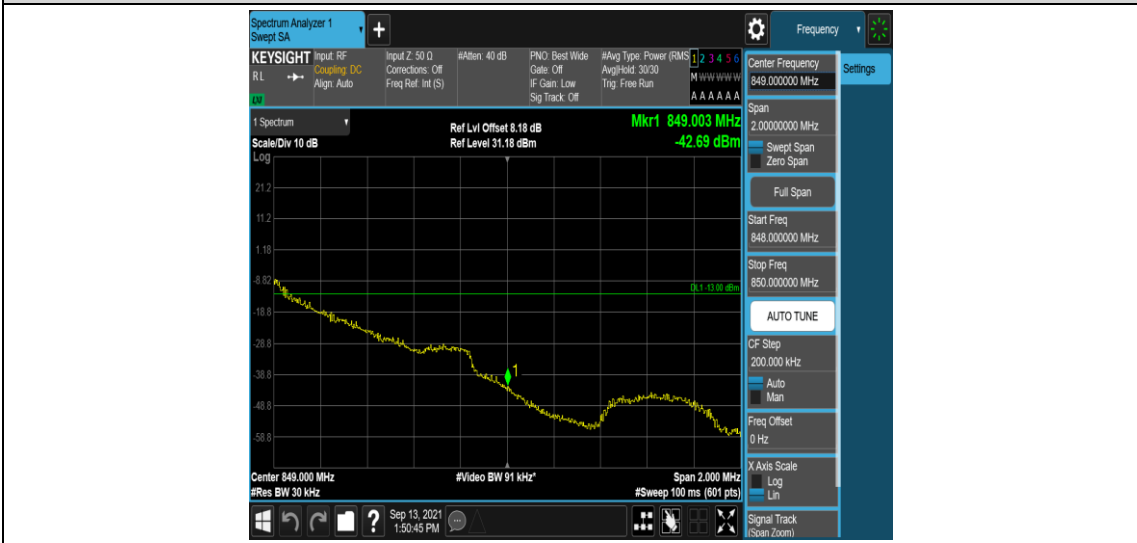 Spectrum Analyzer 1
Swept SA
+
Frequency
KEYSIGHT
RL
LXI
Input: RF
Coupling: DC
Align: Auto
Input Z: 50 Ω
Corrections: Off
Freq Ref: Int (S)
#Atten: 40 dB
PNO: Best Wide
Gate: Off
IF Gain: Low
Sig Track: Off
#Avg Type: Power (RMS
Avg|Hold: 30/30
Trig: Free Run
1 2 3 4 5 6
M W W W W W
A A A A A A
1 Spectrum
Scale/Div 10 dB
Log
Ref Lvl Offset 8.18 dB
Ref Level 31.18 dBm
Mkr1 849.003 MHz
-42.69 dBm
21.2
11.2
1.18
-8.82
-18.8
-28.8
-38.8
-48.8
-58.8
DL1 -13.00 dBm
1
Center 849.000 MHz
#Res BW 30 kHz
#Video BW 91 kHz*
Span 2.000 MHz
#Sweep 100 ms (601 pts)
?
Sep 13, 2021
1:50:45 PM
Center Frequency
849.000000 MHz
Settings
Span
2.00000000 MHz
Swept Span
Zero Span
Full Span
Start Freq
848.000000 MHz
Stop Freq
850.000000 MHz
AUTO TUNE
CF Step
200.000 kHz
Auto
Man
Freq Offset
0 Hz
X Axis Scale
Log
Lin
Signal Track
(Span Zoom)